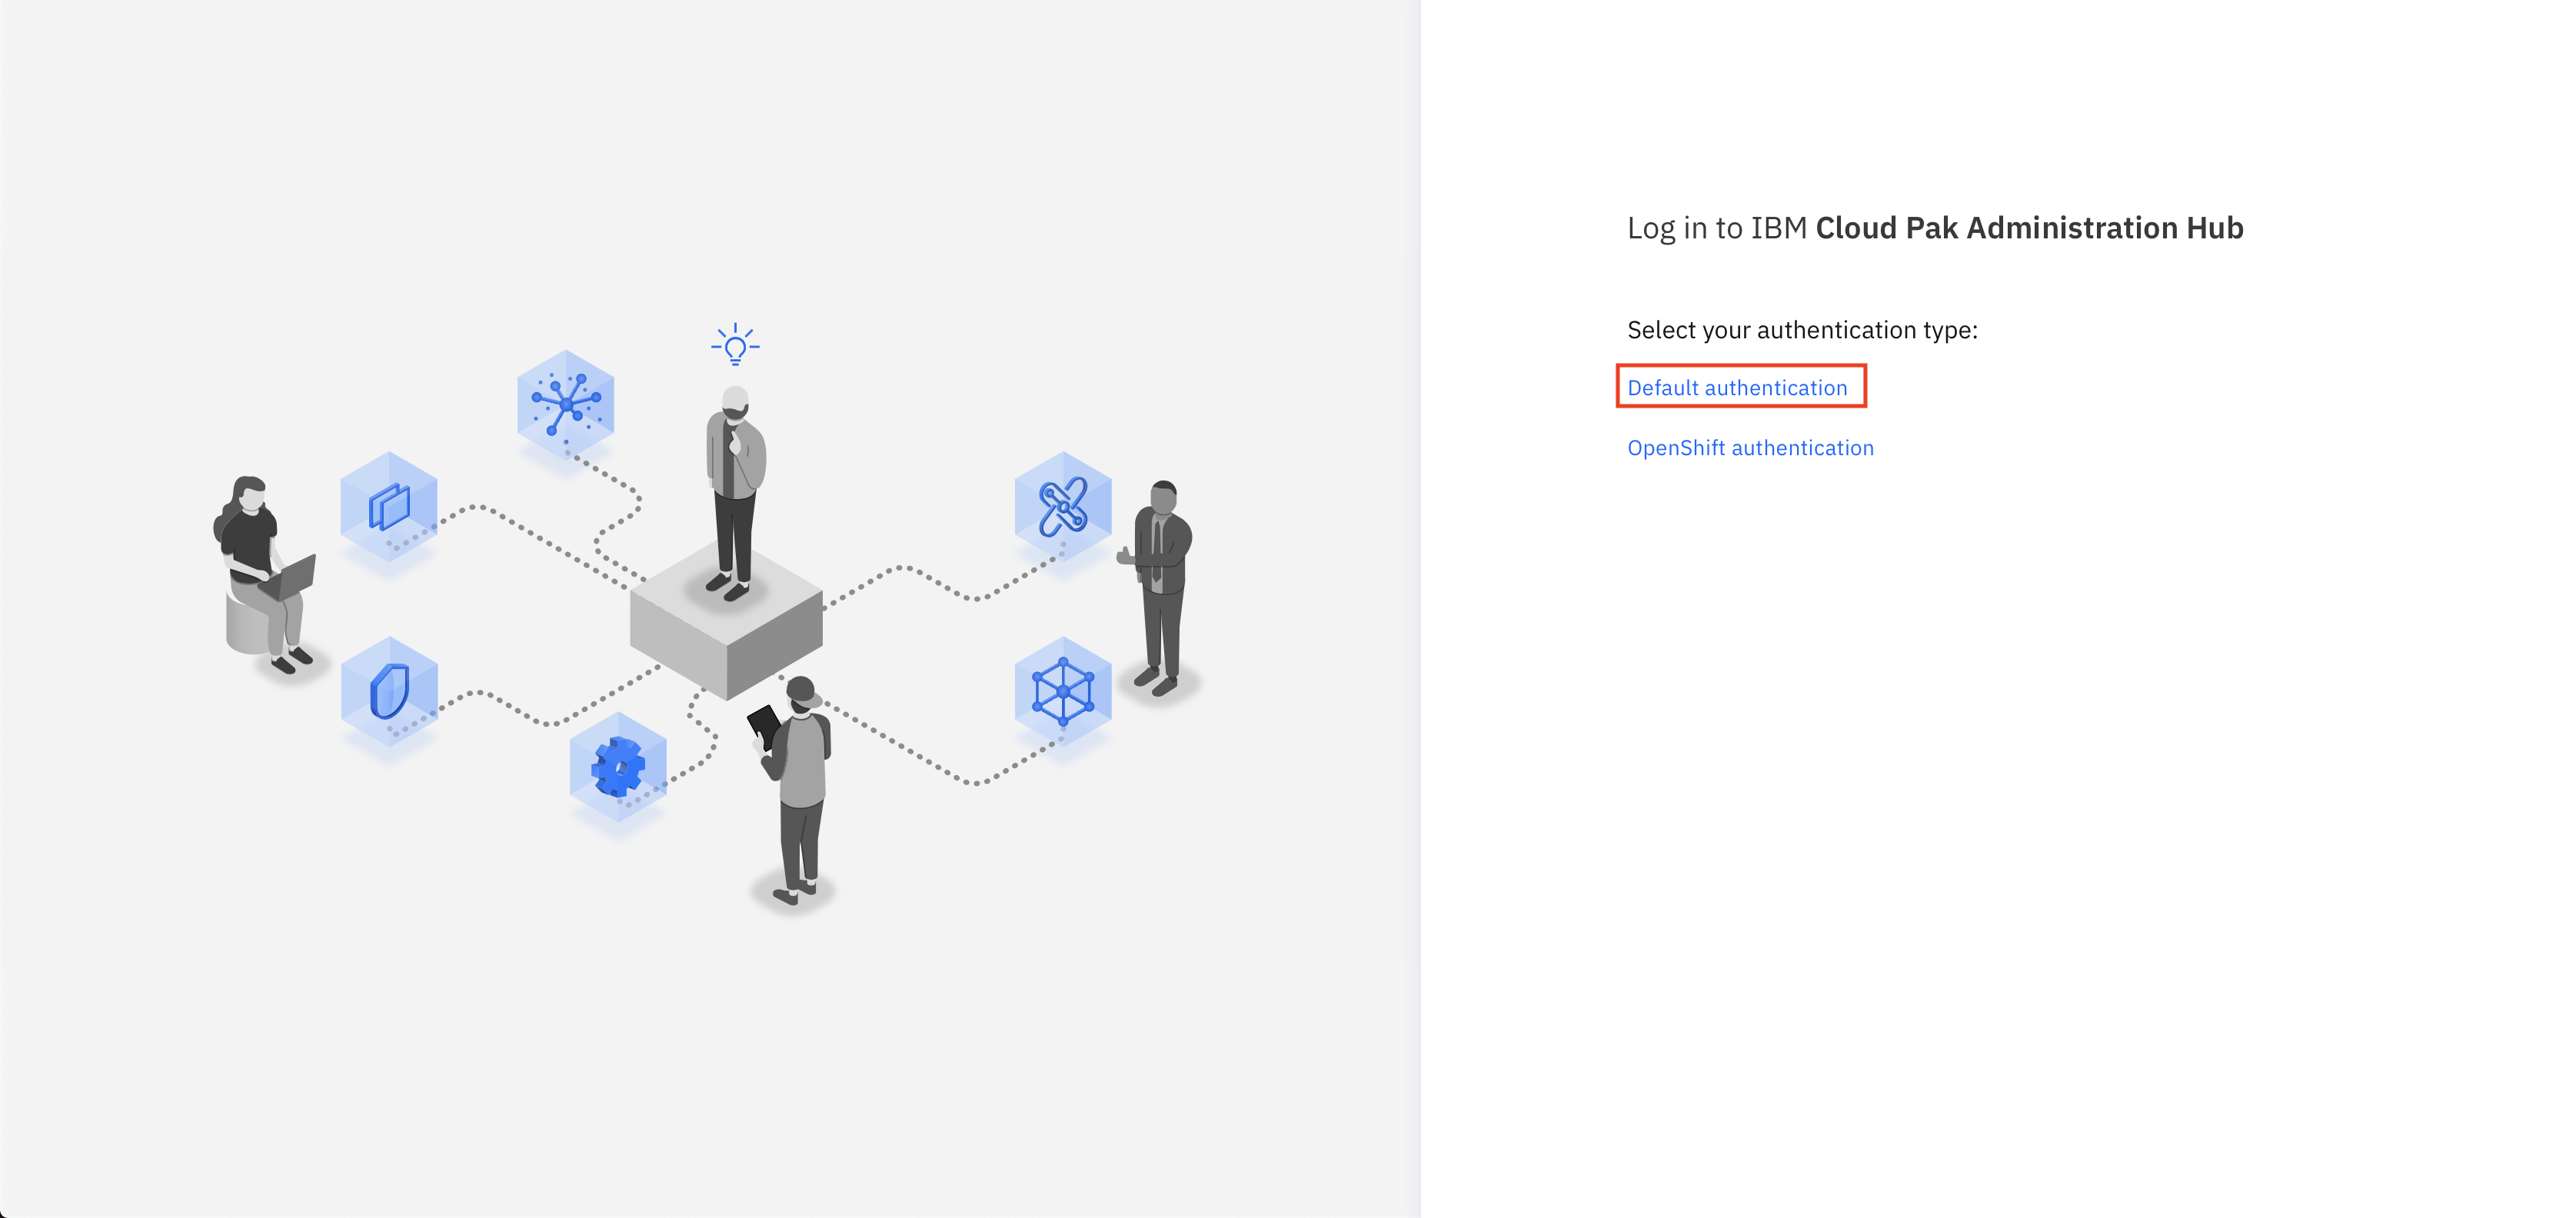 Log in to IBM Cloud Pak Administration Hub
Select your authentication type:
Default authentication
OpenShift authentication